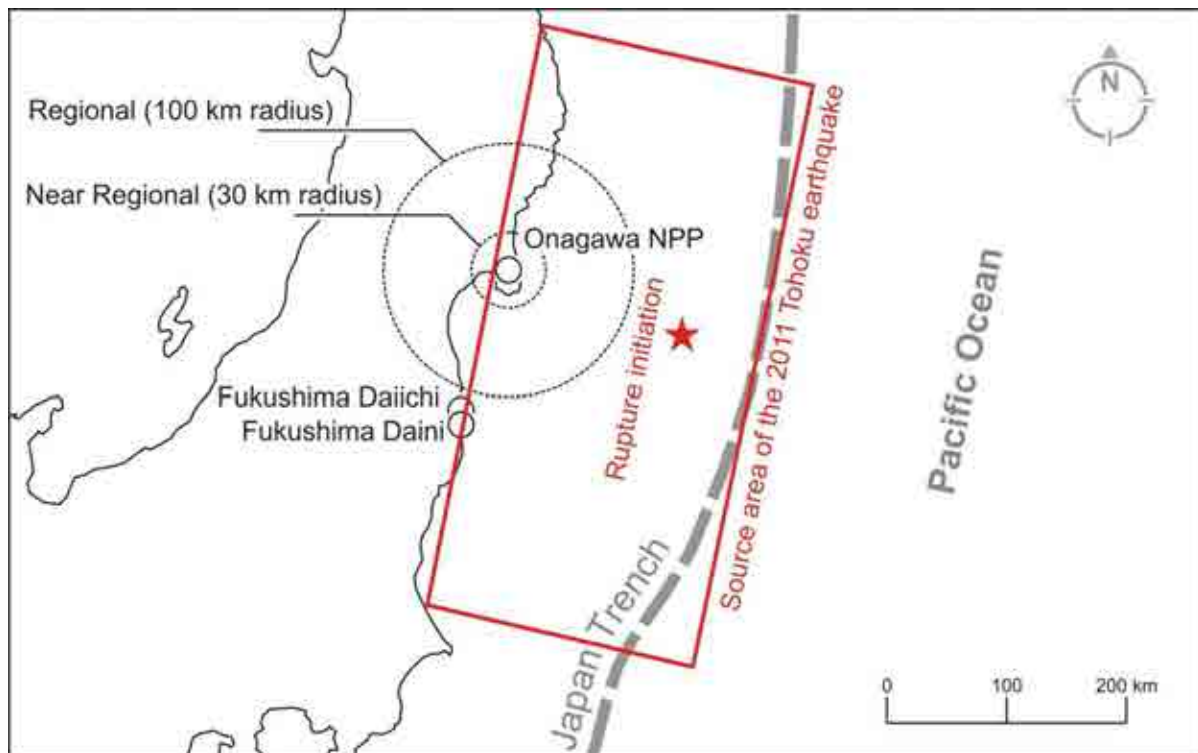 N
Regional (100 km radius)
Near Regional (30 km radius)
Onagawa NPP
Rupture initiation
Source area of the 2011 Tohoku earthquake
Pacific Ocean
Fukushima Daiichi
Fukushima Daini
Japan Trench
0 100 200 km